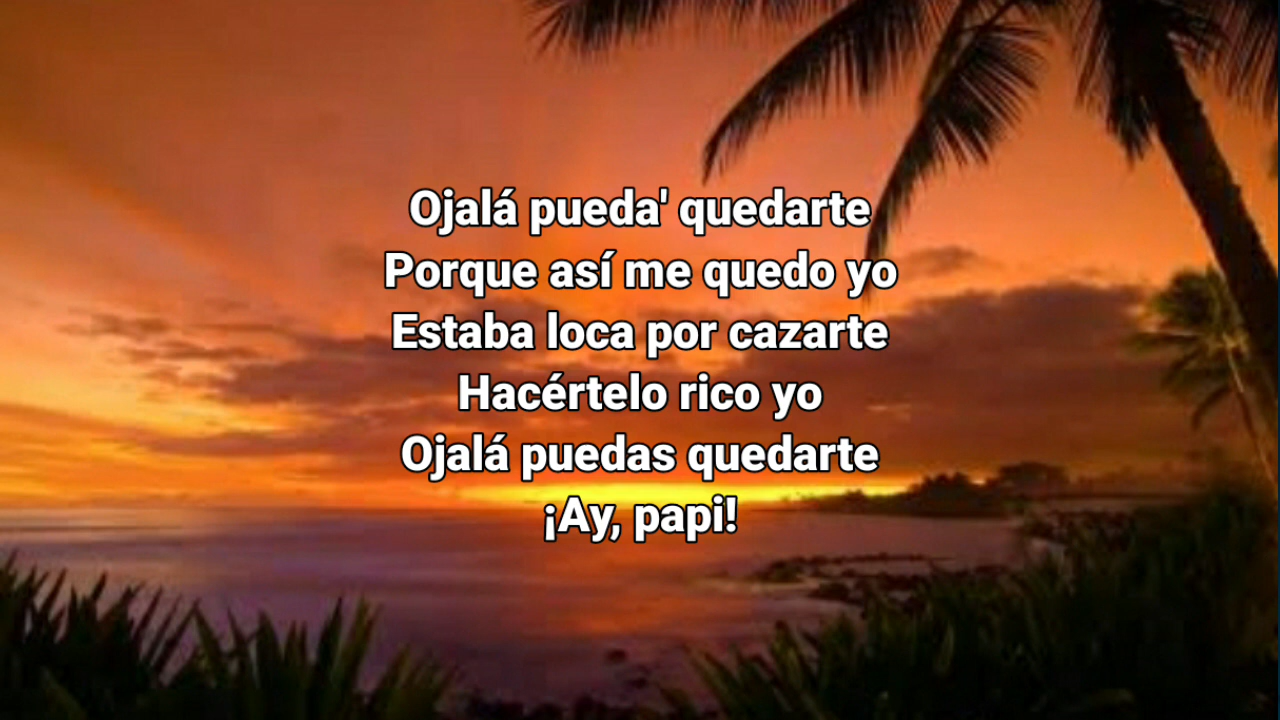 Ojalá pueda' quedarte
Porque así me quedo yo
Estaba loca por cazarte
Hacértelo rico yo
Ojalá puedas quedarte
¡Ay, papi!